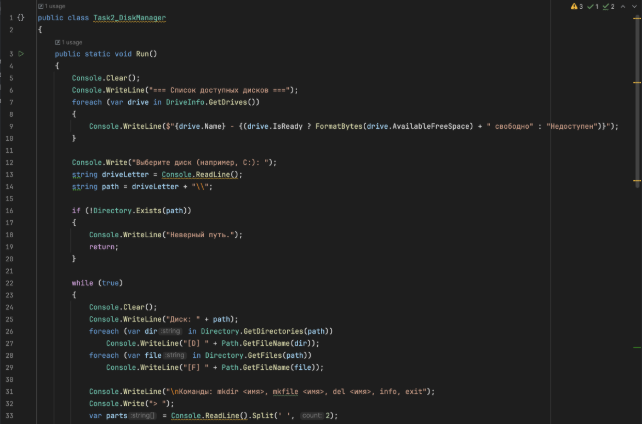 1 usage
3 1 2
1 {} public class Task2_DiskManager
2 {
1 usage
3 public static void Run()
4 {
5 Console.Clear();
6 Console.WriteLine("=== Список доступных дисков ===");
7 foreach (var drive in DriveInfo.GetDrives())
8 {
9 Console.WriteLine($"{drive.Name} - {(drive.IsReady ? FormatBytes(drive.AvailableFreeSpace) + " свободно" : "Недоступен")}");
10 }
11
12 Console.Write("Выберите диск (например, C:): ");
13 string driveLetter = Console.ReadLine();
14 string path = driveLetter + "\\";
15
16 if (!Directory.Exists(path))
17 {
18 Console.WriteLine("Неверный путь.");
19 return;
20 }
21
22 while (true)
23 {
24 Console.Clear();
25 Console.WriteLine("Диск: " + path);
26 foreach (var dir string in Directory.GetDirectories(path))
27 Console.WriteLine("[D] " + Path.GetFileName(dir));
28 foreach (var file string in Directory.GetFiles(path))
29 Console.WriteLine("[F] " + Path.GetFileName(file));
30
31 Console.WriteLine("\nКоманды: mkdir <имя>, mkfile <имя>, del <имя>, info, exit");
32 Console.Write("> ");
33 var parts string[] = Console.ReadLine().Split(' ', count: 2);